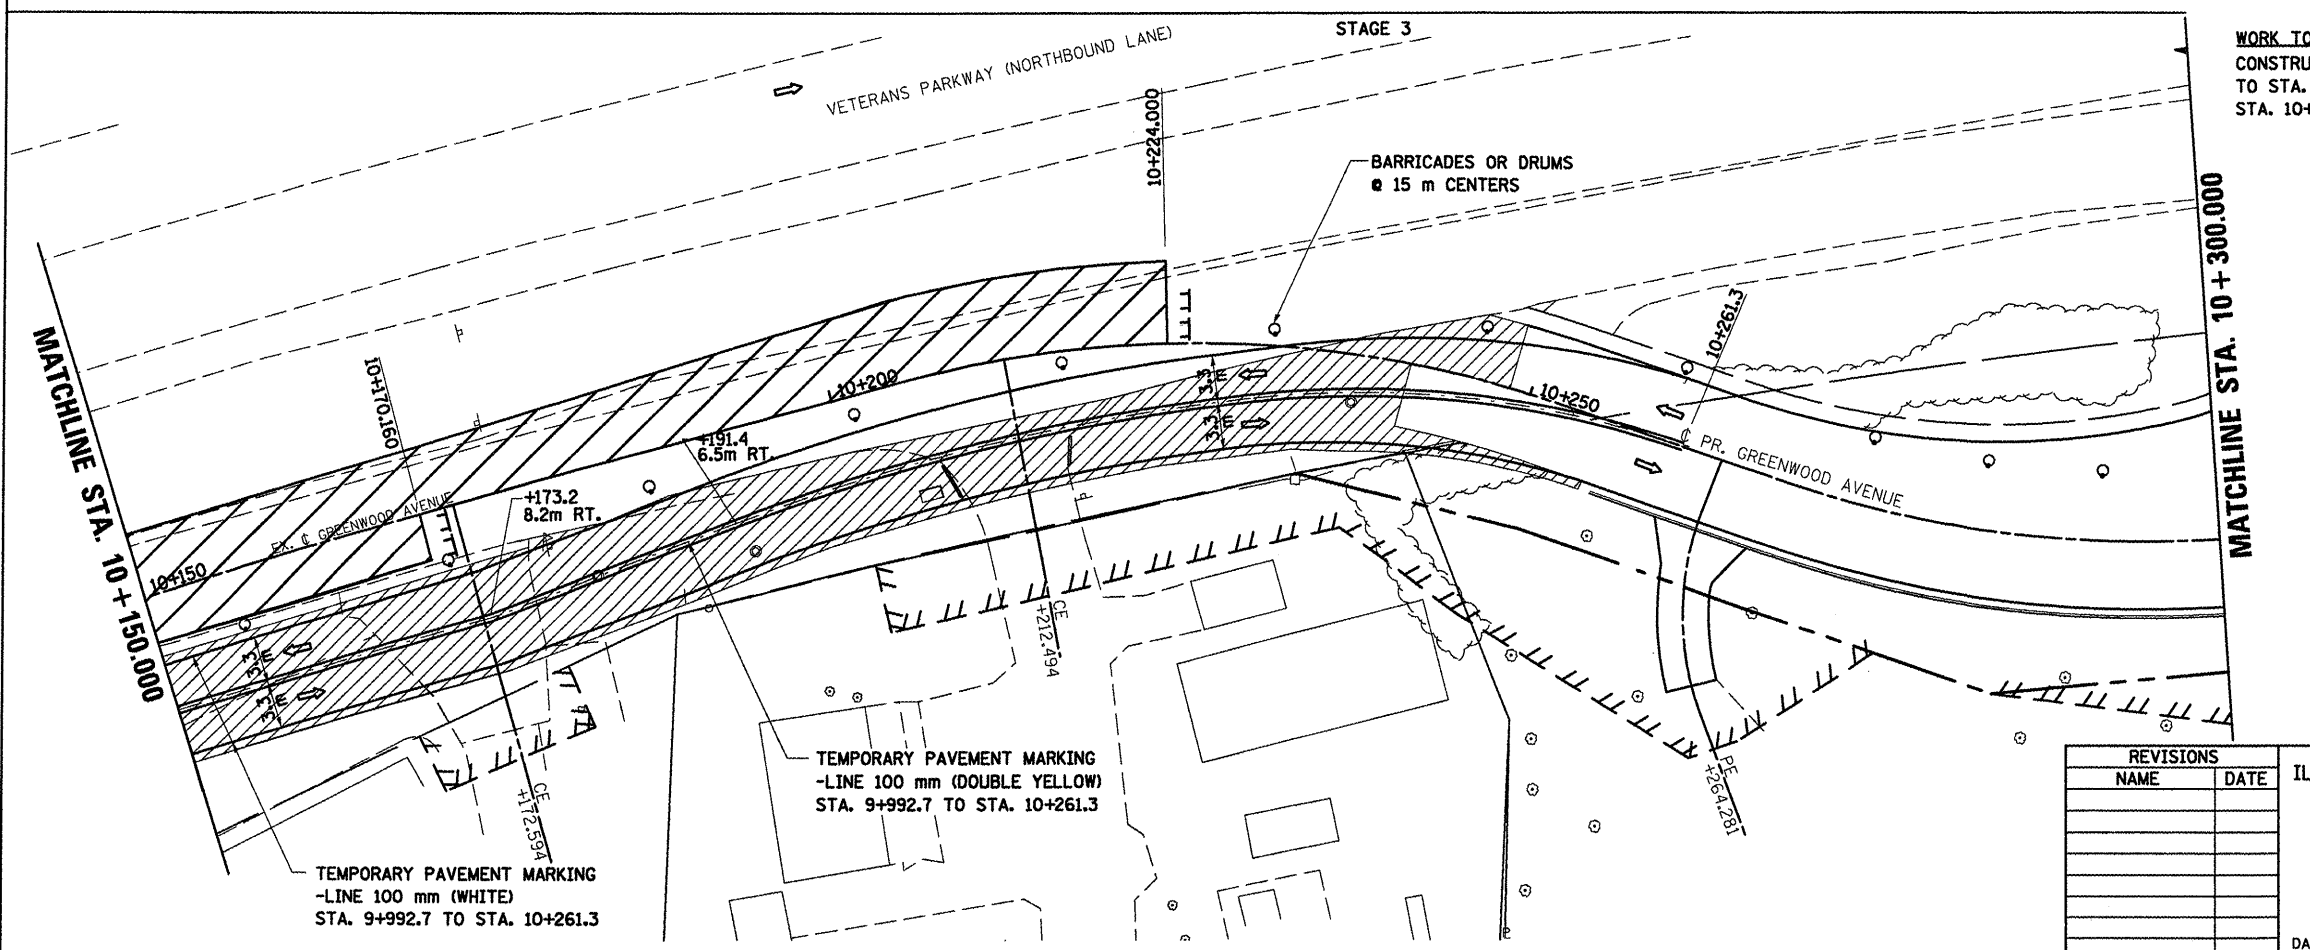 STAGE 3
WORK TO
CONSTRU
TO STA.
STA. 10+
VETERANS PARKWAY (NORTHBOUND LANE)
10+224.000
BARRICADES OR DRUMS
@ 15 m CENTERS
MATCHLINE STA. 10+300.000
10+261.3
MATCHLINE STA. 10+150.000
10+170.160
10+200
10+250
+191.4
6.5m RT.
3.3 m
3.3 m
℄ PR. GREENWOOD AVENUE
+173.2
8.2m RT.
EX. ℄ GREENWOOD AVENUE
10+150
CE
+212.494
3.3 m
3.3 m
PE
+264.281
CE
+172.594
TEMPORARY PAVEMENT MARKING
-LINE 100 mm (DOUBLE YELLOW)
STA. 9+992.7 TO STA. 10+261.3
TEMPORARY PAVEMENT MARKING
-LINE 100 mm (WHITE)
STA. 9+992.7 TO STA. 10+261.3
REVISIONS
NAME DATE
IL
DA